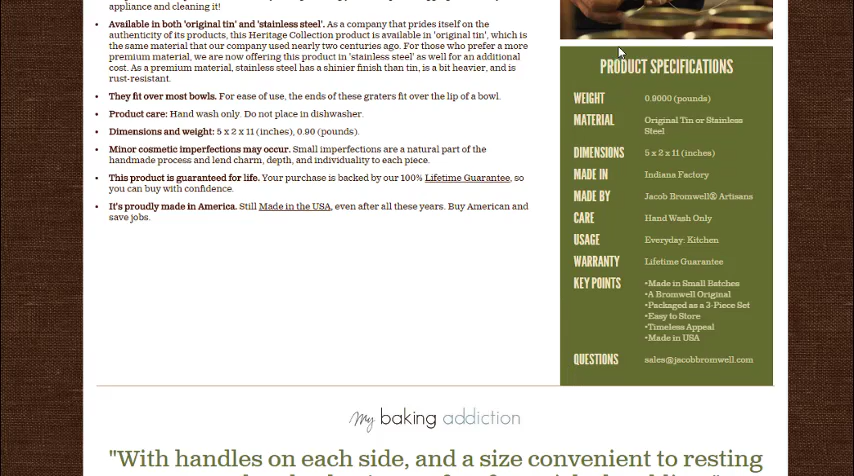 appliance and cleaning it!
Available in both 'original tin' and 'stainless steel'. As a company that prides itself on the
authenticity of its products, this Heritage Collection product is available in 'original tin', which is
the same material that our company used nearly two centuries ago. For those who prefer a more
premium material, we are now offering this product in 'stainless steel' as well for an additional
cost. As a premium material, stainless steel has a shinier finish than tin, is a bit heavier, and is
rust-resistant.
They fit over most bowls. For ease of use, the ends of these graters fit over the lip of a bowl.
Product care: Hand wash only. Do not place in dishwasher.
Dimensions and weight: 5 x 2 x 11 (inches), 0.90 (pounds).
Minor cosmetic imperfections may occur. Small imperfections are a natural part of the
handmade process and lend charm, depth, and individuality to each piece.
This product is guaranteed for life. Your purchase is backed by our 100% Lifetime Guarantee, so
you can buy with confidence.
It's proudly made in America. Still Made in the USA, even after all these years. Buy American and
save jobs.
PRODUCT SPECIFICATIONS
WEIGHT 0.9000 (pounds)
MATERIAL Original Tin or Stainless
Steel
DIMENSIONS 5 x 2 x 11 (inches)
MADE IN Indiana Factory
MADE BY Jacob Bromwell® Artisans
CARE Hand Wash Only
USAGE Everyday: Kitchen
WARRANTY Lifetime Guarantee
KEY POINTS •Made in Small Batches
•A Bromwell Original
•Packaged as a 3-Piece Set
•Easy to Store
•Timeless Appeal
•Made in USA
QUESTIONS sales@jacobbromwell.com
My baking addiction
"With handles on each side, and a size convenient to resting